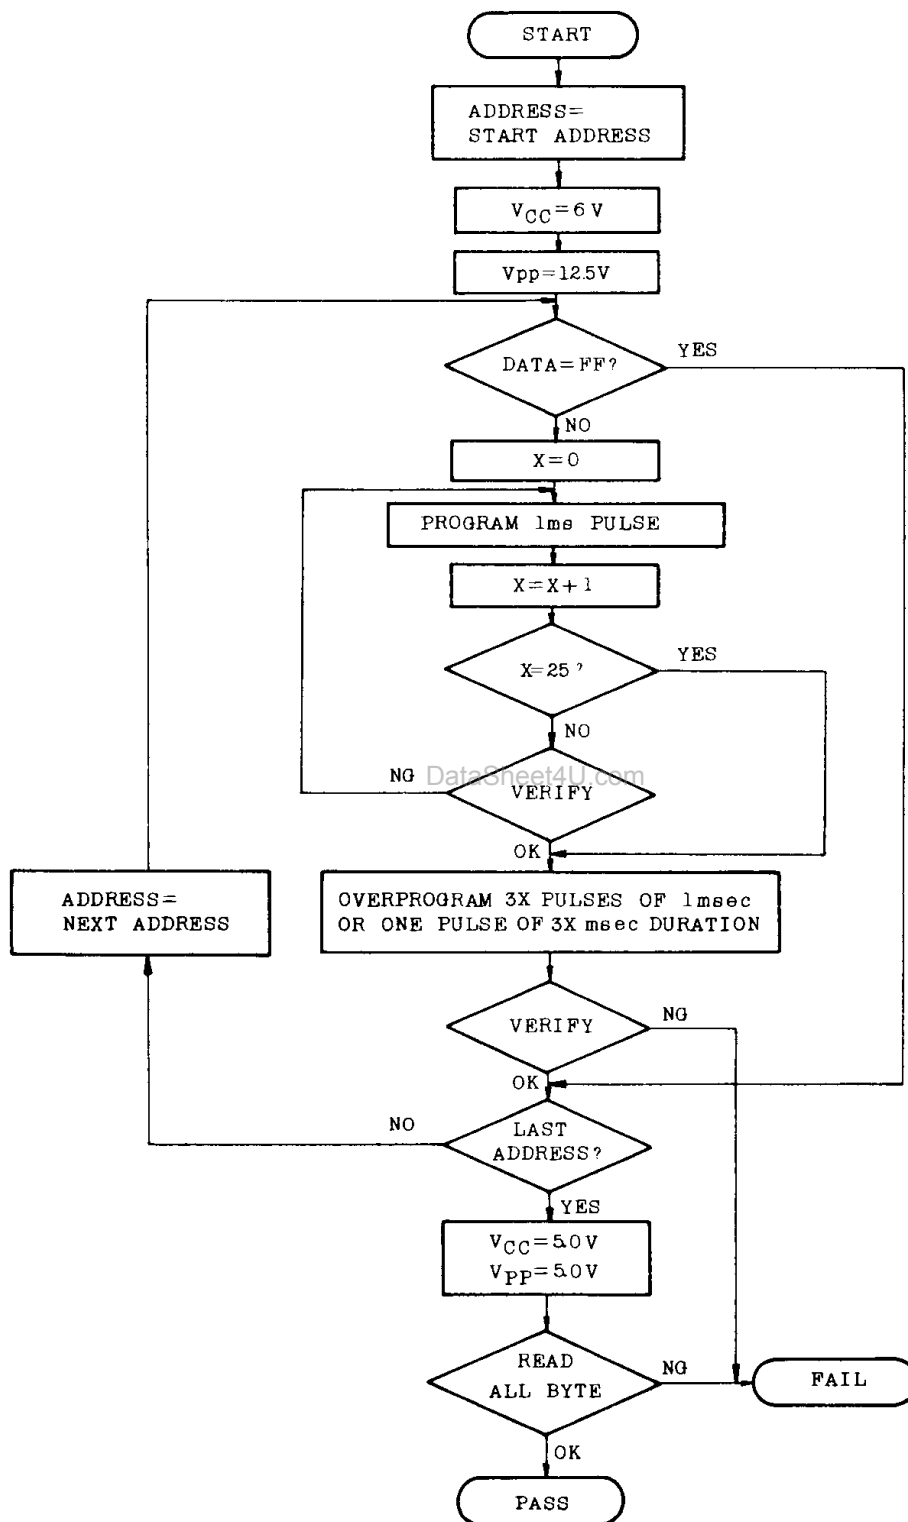 START
ADDRESS=
START ADDRESS
VCC=6V
Vpp=12.5V
DATA=FF?
YES
NO
X=0
PROGRAM 1ms PULSE
X=X+1
X=25?
YES
NO
NG
DataSheet4U.com
VERIFY
OK
ADDRESS=
NEXT ADDRESS
OVERPROGRAM 3X PULSES OF 1msec
OR ONE PULSE OF 3X msec DURATION
VERIFY
NG
OK
NO
LAST
ADDRESS?
YES
VCC=5.0V
VPP=5.0V
READ
ALL BYTE
NG
FAIL
OK
PASS